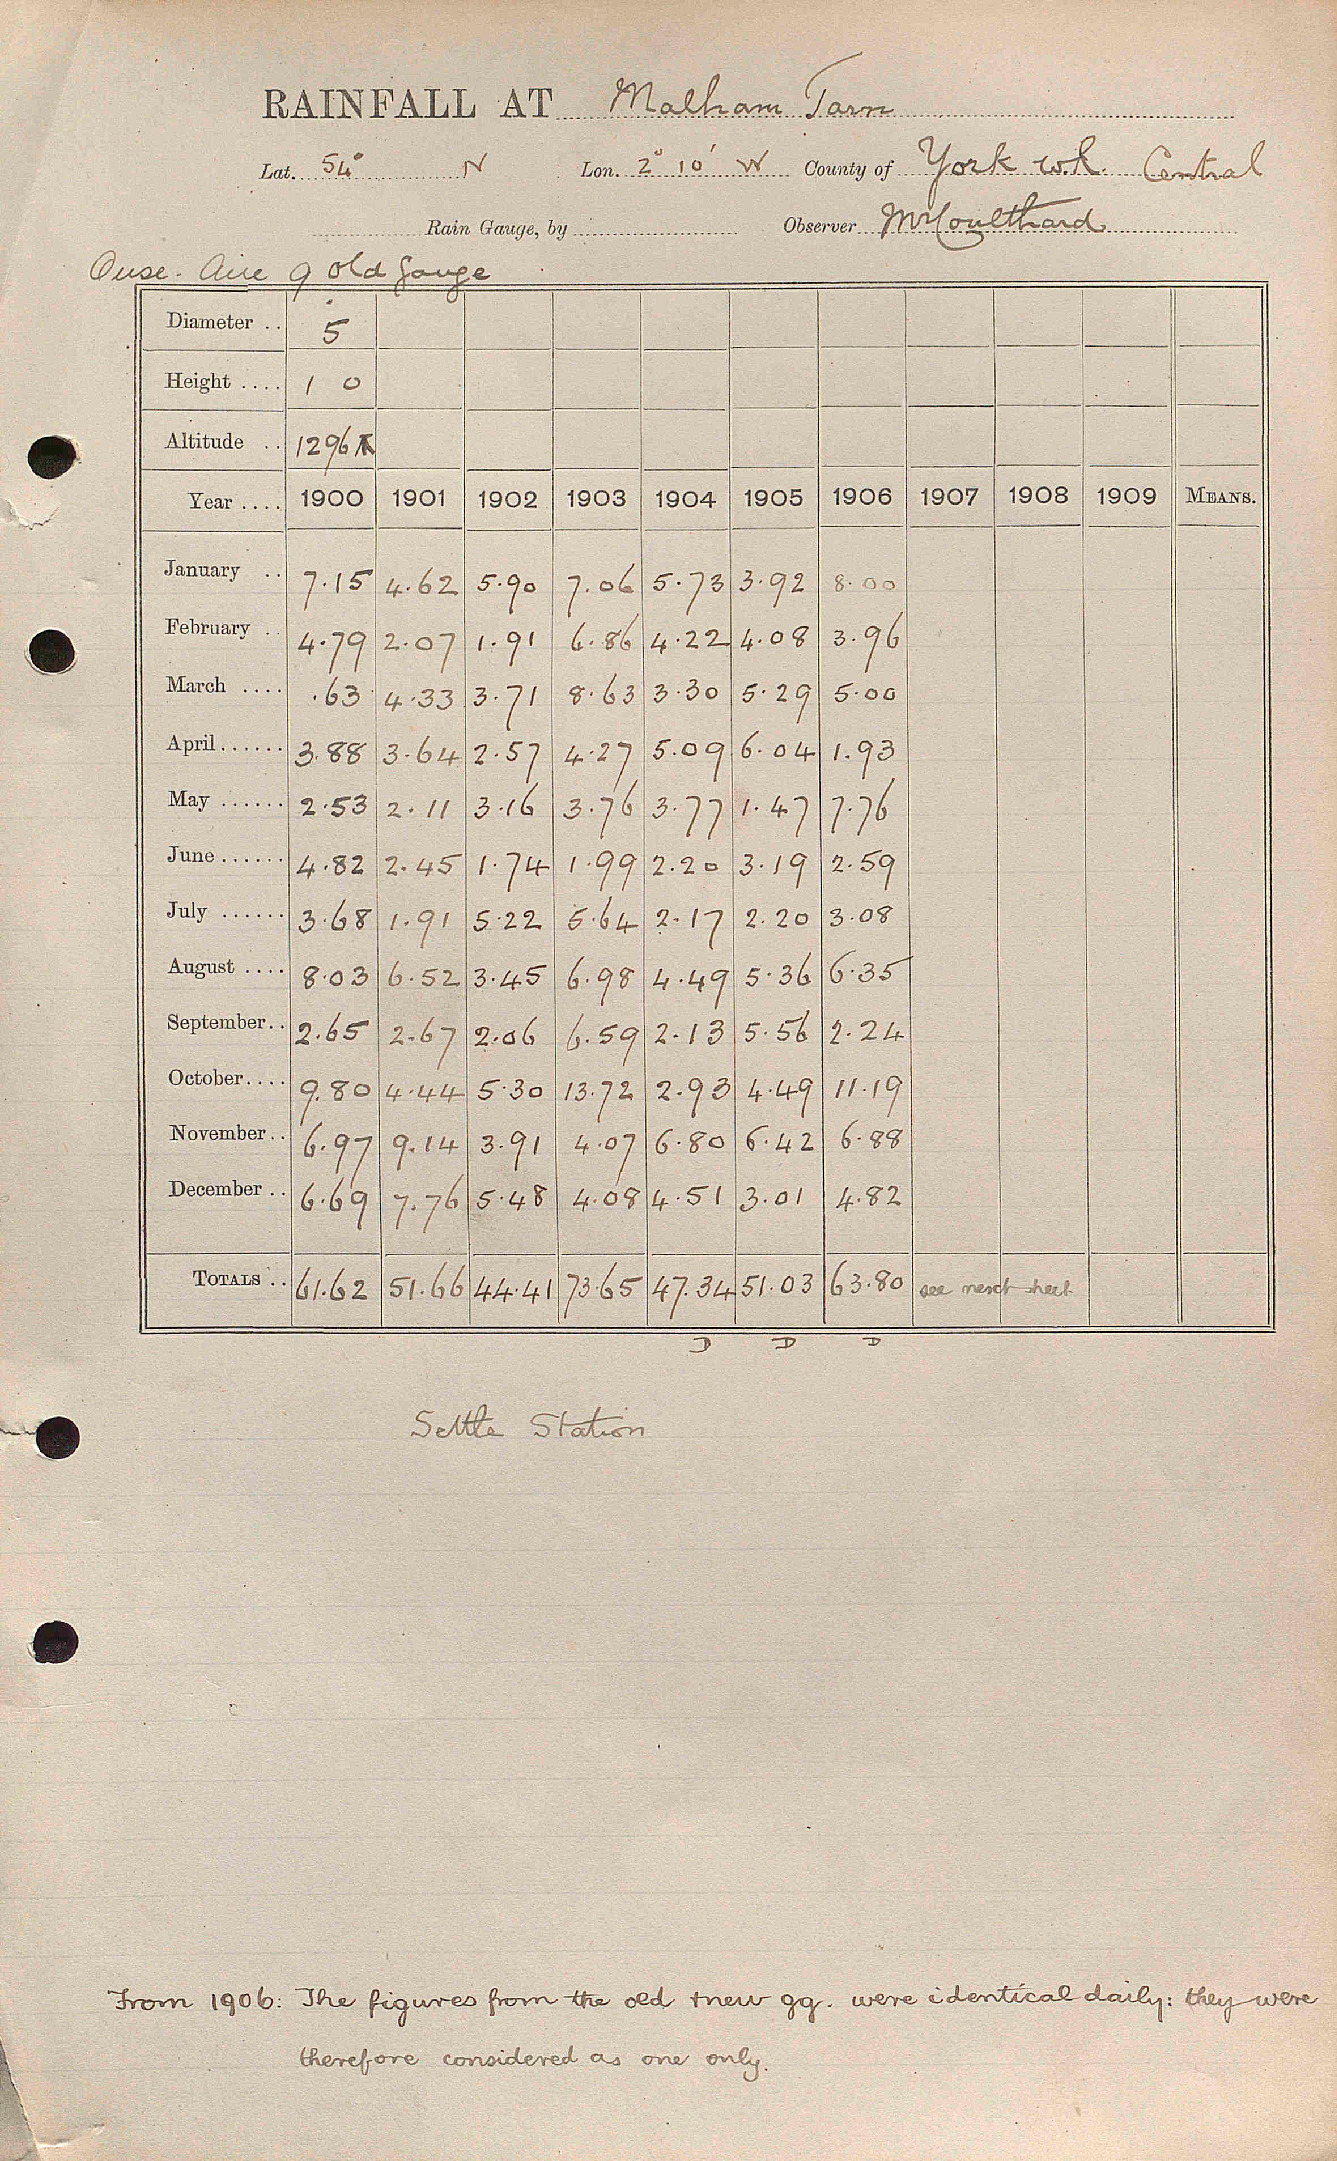 RAINFALL AT Malham Tarn
Lat. 54° N Lon. 2° 10' W County of York W.R. Central
Rain Gauge, by Observer Mr Coulthard
Ouse. Aire 9 Old Gauge
Diameter .. 5
Height .... 1 0
Altitude .. 1296
Year .... 1900 1901 1902 1903 1904 1905 1906 1907 1908 1909 MEANS.
January .. 7.15 4.62 5.90 7.06 5.73 3.92 8.00
February .. 4.79 2.07 1.91 6.86 4.22 4.08 3.96
March .... .63 4.33 3.71 8.63 3.30 5.29 5.00
April...... 3.88 3.64 2.57 4.27 5.09 6.04 1.93
May ...... 2.53 2.11 3.16 3.76 3.77 1.47 7.76
June ...... 4.82 2.45 1.74 1.99 2.20 3.19 2.59
July ...... 3.68 1.91 5.22 5.64 2.17 2.20 3.08
August .... 8.03 6.52 3.45 6.98 4.49 5.36 6.35
September.. 2.65 2.67 2.06 6.59 2.13 5.56 2.24
October.... 9.80 4.44 5.30 13.72 2.93 4.49 11.19
November.. 6.97 9.14 3.91 4.07 6.80 6.42 6.88
December .. 6.69 7.76 5.48 4.08 4.51 3.01 4.82
TOTALS .. 61.62 51.66 44.41 73.65 47.34 51.03 63.80 see next sheet
D D D
Settle Station
From 1906: The figures from the old + new gg. were identical daily: they were
therefore considered as one only.